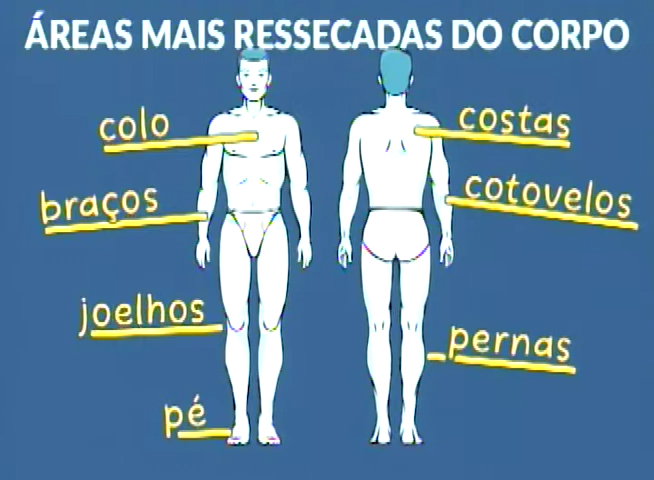 ÁREAS MAIS RESSECADAS DO CORPO
colo
costas
braços
cotovelos
joelhos
pernas
pé